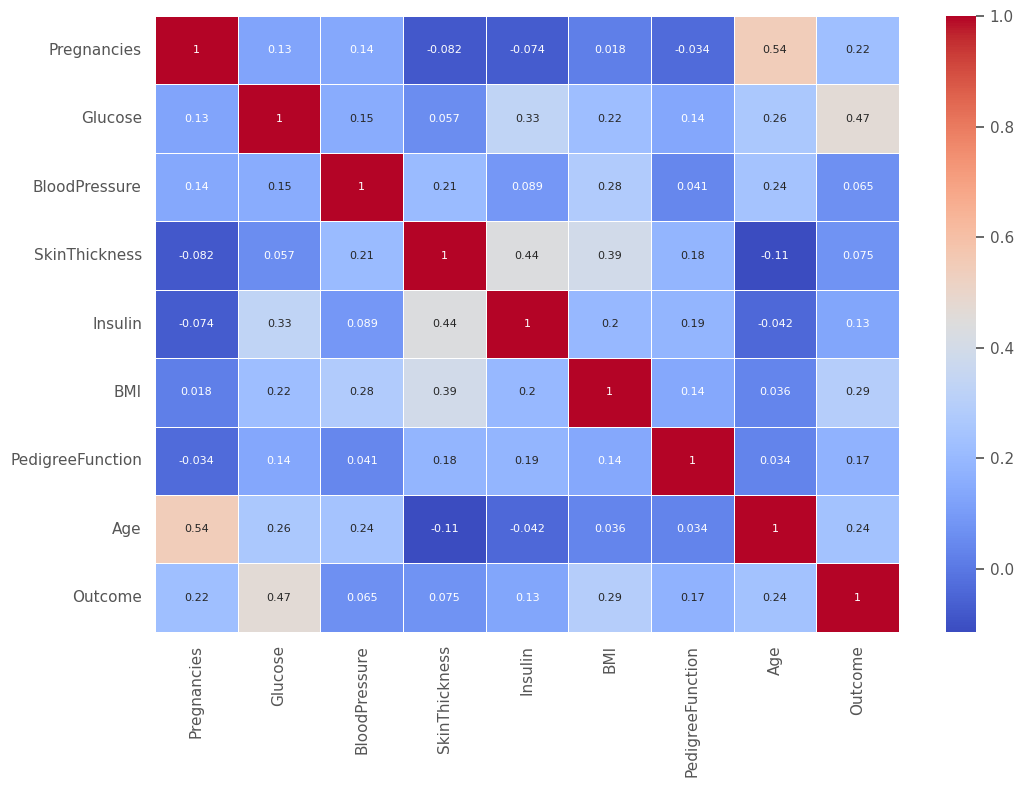 Pregnancies 1 0.13 0.14 -0.082 -0.074 0.018 -0.034 0.54 0.22
Glucose 0.13 1 0.15 0.057 0.33 0.22 0.14 0.26 0.47
BloodPressure 0.14 0.15 1 0.21 0.089 0.28 0.041 0.24 0.065
SkinThickness -0.082 0.057 0.21 1 0.44 0.39 0.18 -0.11 0.075
Insulin -0.074 0.33 0.089 0.44 1 0.2 0.19 -0.042 0.13
BMI 0.018 0.22 0.28 0.39 0.2 1 0.14 0.036 0.29
PedigreeFunction -0.034 0.14 0.041 0.18 0.19 0.14 1 0.034 0.17
Age 0.54 0.26 0.24 -0.11 -0.042 0.036 0.034 1 0.24
Outcome 0.22 0.47 0.065 0.075 0.13 0.29 0.17 0.24 1
Pregnancies
Glucose
BloodPressure
SkinThickness
Insulin
BMI
PedigreeFunction
Age
Outcome
1.0
0.8
0.6
0.4
0.2
0.0